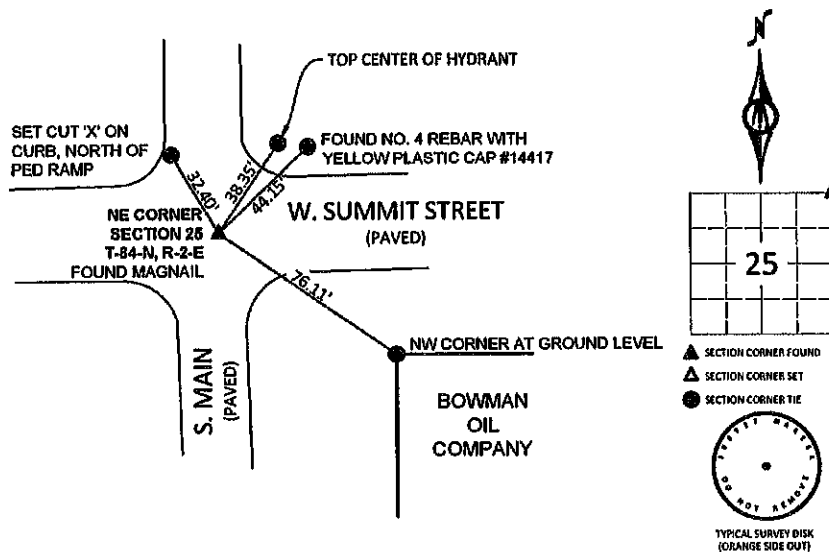 N
TOP CENTER OF HYDRANT
SET CUT 'X' ON
CURB, NORTH OF
PED RAMP
FOUND NO. 4 REBAR WITH
YELLOW PLASTIC CAP #14417
32.40'
38.35'
44.15'
NE CORNER
SECTION 25
T-84-N, R-2-E
FOUND MAGNAIL
W. SUMMIT STREET
(PAVED)
76.11'
NW CORNER AT GROUND LEVEL
S. MAIN
(PAVED)
BOWMAN
OIL
COMPANY
25
SECTION CORNER FOUND
SECTION CORNER SET
SECTION CORNER TIE
SURVEY MARKER
DO NOT REMOVE
TYPICAL SURVEY DISK
(ORANGE SIDE OUT)